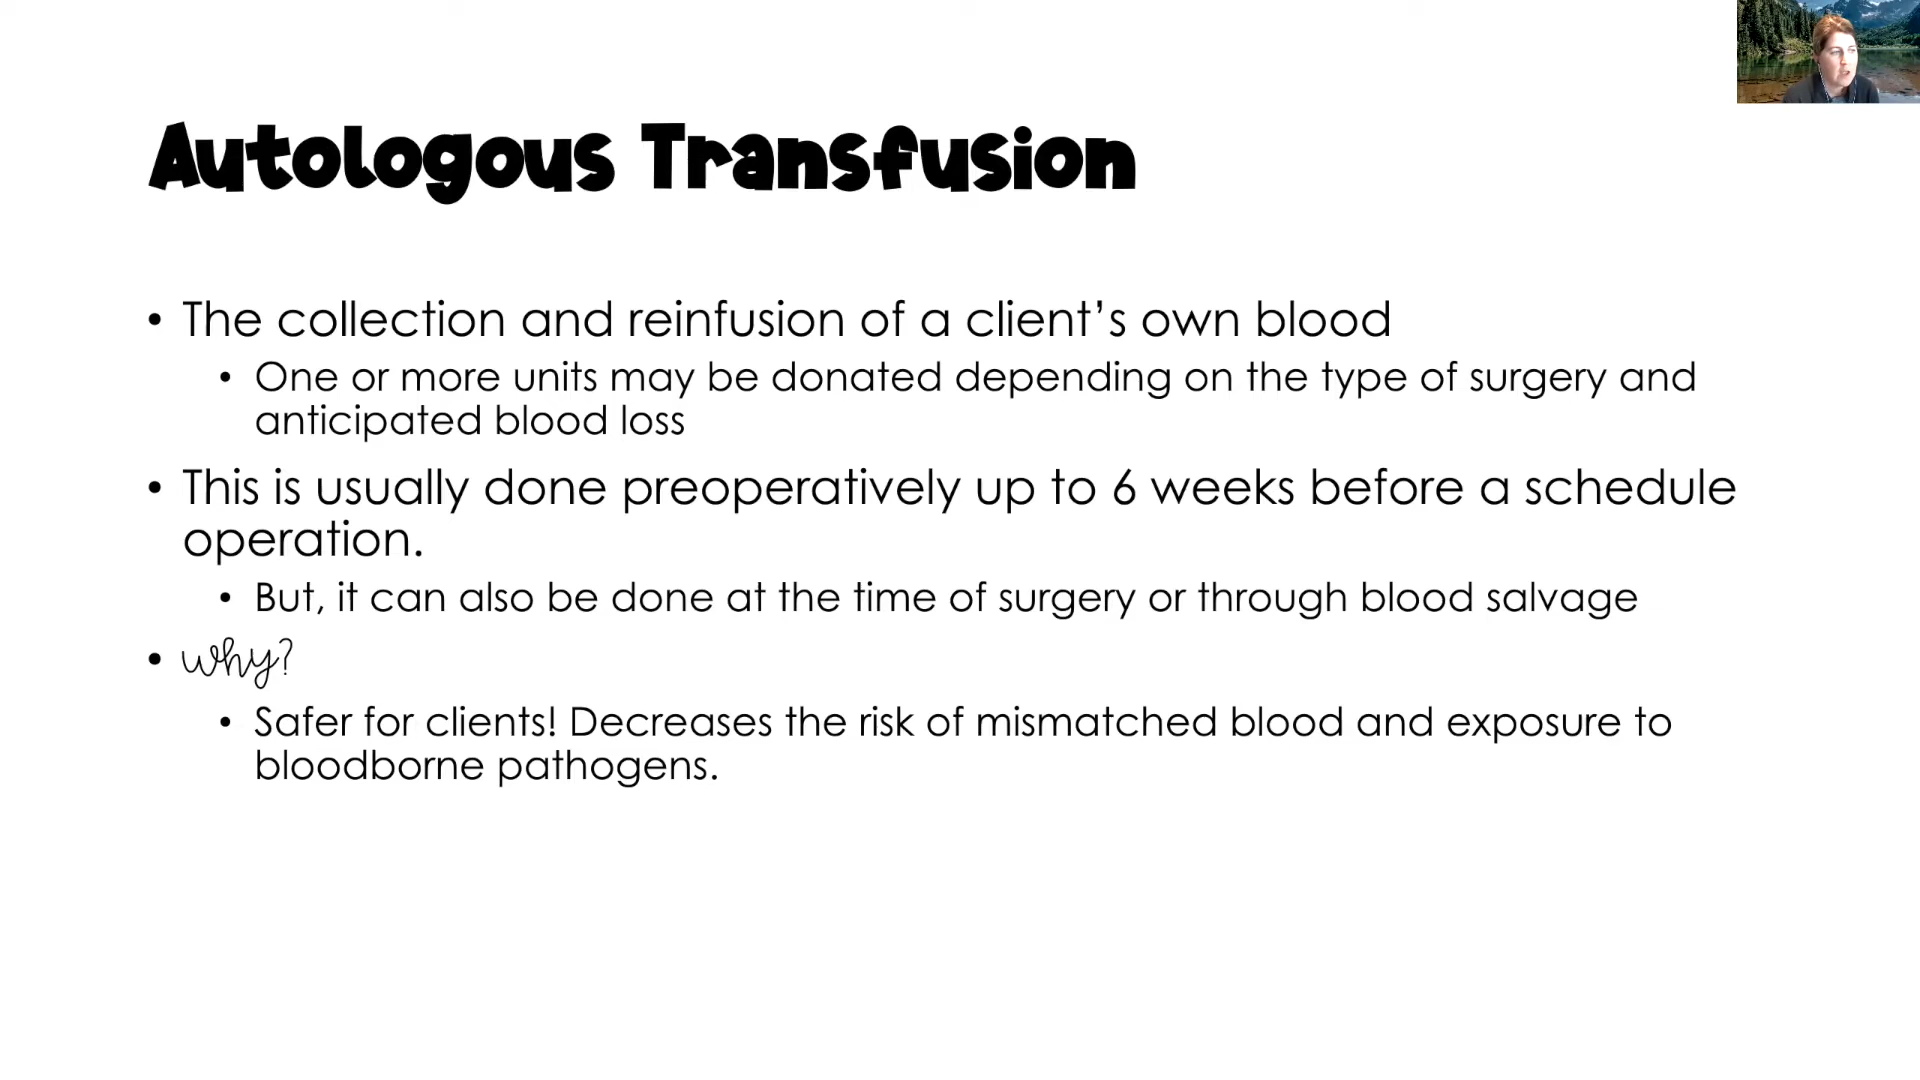 Autologous Transfusion
• The collection and reinfusion of a client’s own blood
• One or more units may be donated depending on the type of surgery and
anticipated blood loss
• This is usually done preoperatively up to 6 weeks before a schedule
operation.
• But, it can also be done at the time of surgery or through blood salvage
• why?
• Safer for clients! Decreases the risk of mismatched blood and exposure to
bloodborne pathogens.